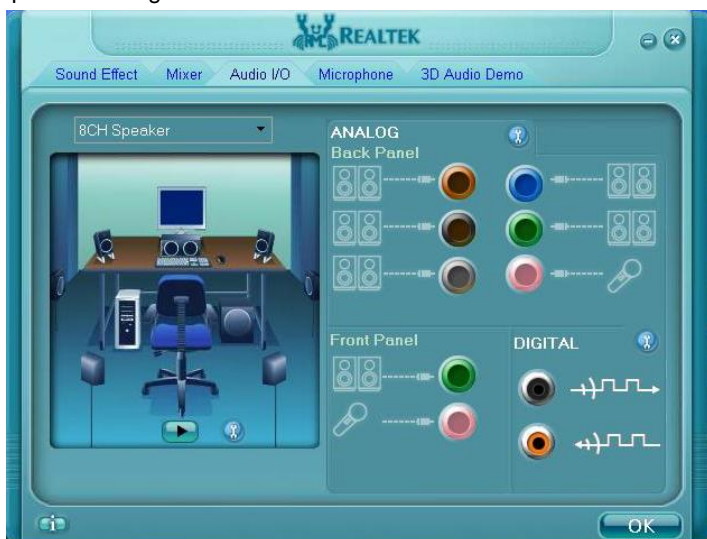 REALTEK
Sound Effect Mixer Audio I/O Microphone 3D Audio Demo
8CH Speaker
ANALOG
Back Panel
Front Panel
DIGITAL
OK